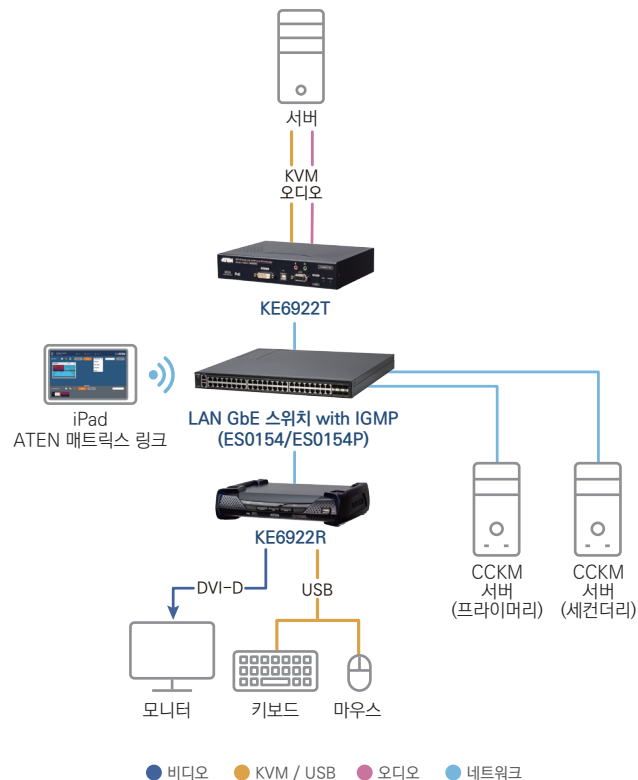 서버
KVM
오디오
ATEN
KE6922T
iPad
ATEN 매트릭스 링크
LAN GbE 스위치 with IGMP
(ES0154/ES0154P)
KE6922R
DVI-D
USB
CCKM
서버
(프라이머리)
CCKM
서버
(세컨더리)
모니터
키보드
마우스
비디오
KVM / USB
오디오
네트워크